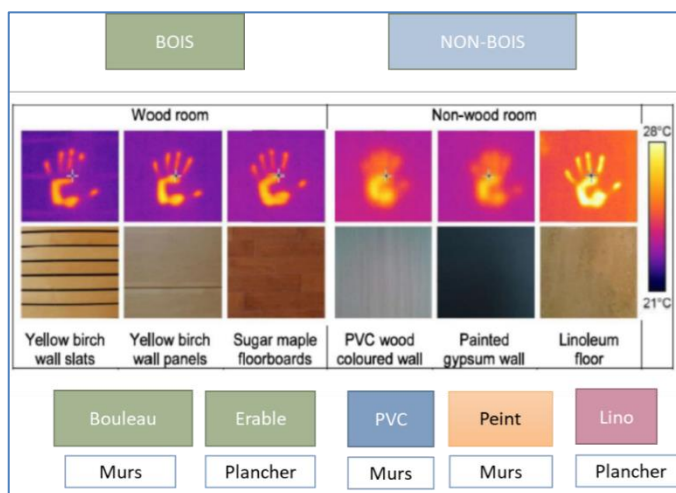 BOIS
NON-BOIS
Wood room
Non-wood room
28°C
21°C
Yellow birch
wall slats
Yellow birch
wall panels
Sugar maple
floorboards
PVC wood
coloured wall
Painted
gypsum wall
Linoleum
floor
Bouleau
Erable
PVC
Peint
Lino
Murs
Plancher
Murs
Murs
Plancher